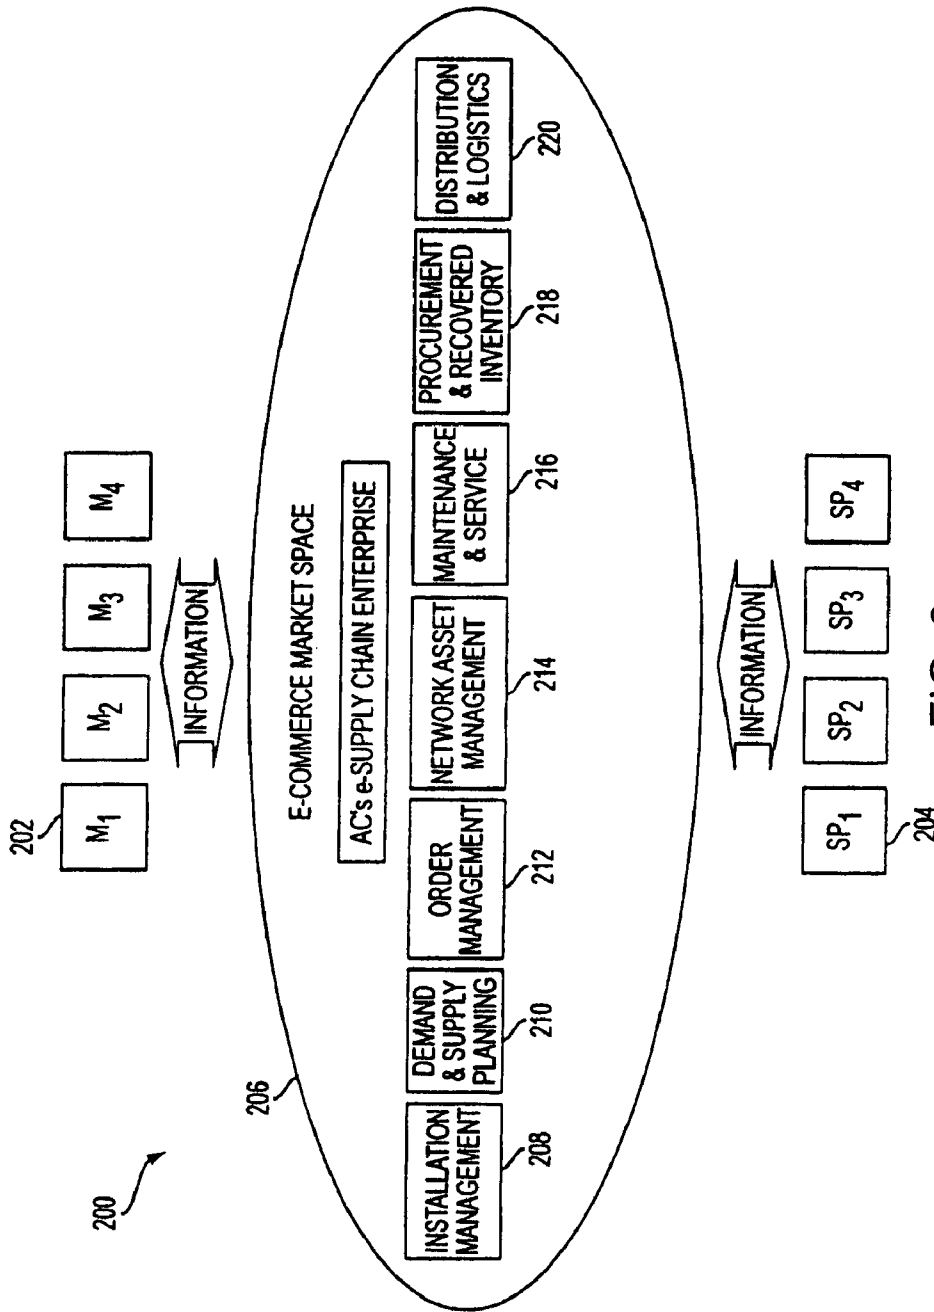 200
202
M1
M2
M3
M4
INFORMATION
206
E-COMMERCE MARKET SPACE
AC's e-SUPPLY CHAIN ENTERPRISE
INSTALLATION
MANAGEMENT
208
DEMAND
& SUPPLY
PLANNING
210
ORDER
MANAGEMENT
212
NETWORK ASSET
MANAGEMENT
214
MAINTENANCE
& SERVICE
216
PROCUREMENT
& RECOVERED
INVENTORY
218
DISTRIBUTION
& LOGISTICS
220
INFORMATION
SP1
SP2
SP3
SP4
204